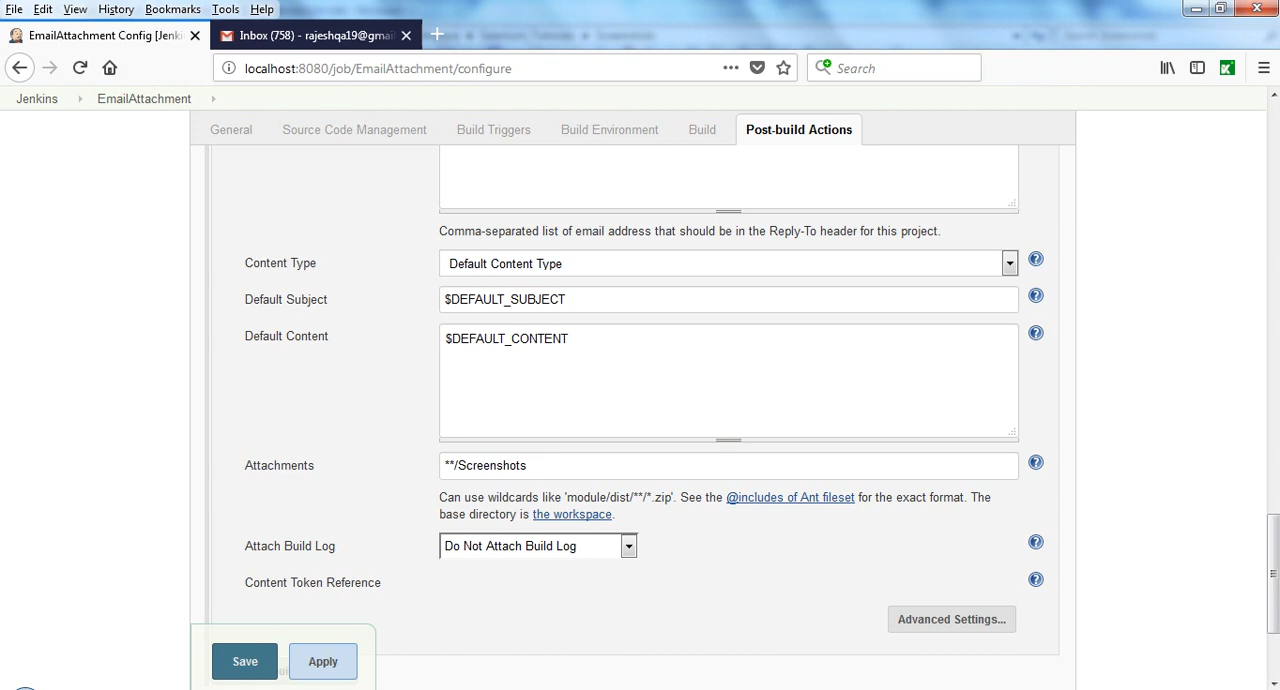 File Edit View History Bookmarks Tools Help
EmailAttachment Config [Jenki
Inbox (758) - rajeshqa19@gmai
localhost:8080/job/EmailAttachment/configure
Search
Jenkins
EmailAttachment
General
Source Code Management
Build Triggers
Build Environment
Build
Post-build Actions
Comma-separated list of email address that should be in the Reply-To header for this project.
Content Type
Default Content Type
Default Subject
$DEFAULT_SUBJECT
Default Content
$DEFAULT_CONTENT
Attachments
**/Screenshots
Can use wildcards like 'module/dist/**/*.zip'. See the @includes of Ant fileset for the exact format. The
base directory is the workspace.
Attach Build Log
Do Not Attach Build Log
Content Token Reference
Advanced Settings...
Save
Apply